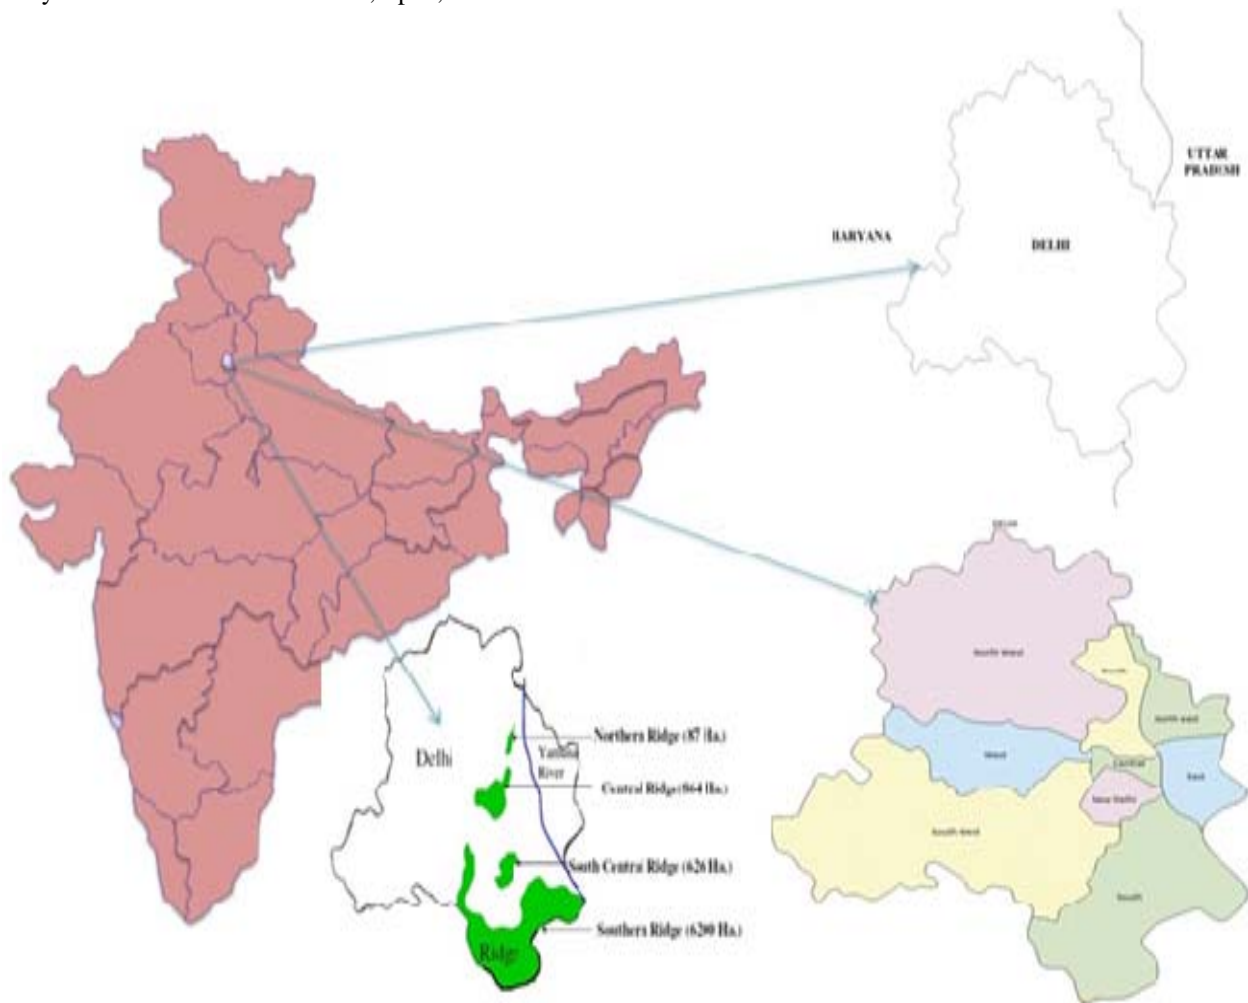 UTTAR
PRADESH
HARYANA
DELHI
DELHI
North West
North east
West
Central
East
New Delhi
South West
South
Delhi
Northern Ridge (87 Ha.)
Yamuna
River
Central Ridge (864 Ha.)
South Central Ridge (626 Ha.)
Southern Ridge (6200 Ha.)
Ridge